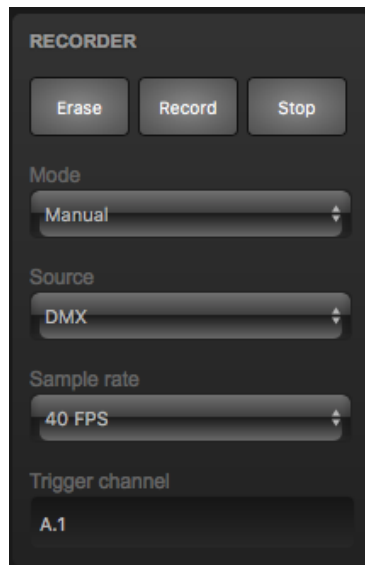 RECORDER
Erase Record Stop
Mode
Manual
Source
DMX
Sample rate
40 FPS
Trigger channel
A.1